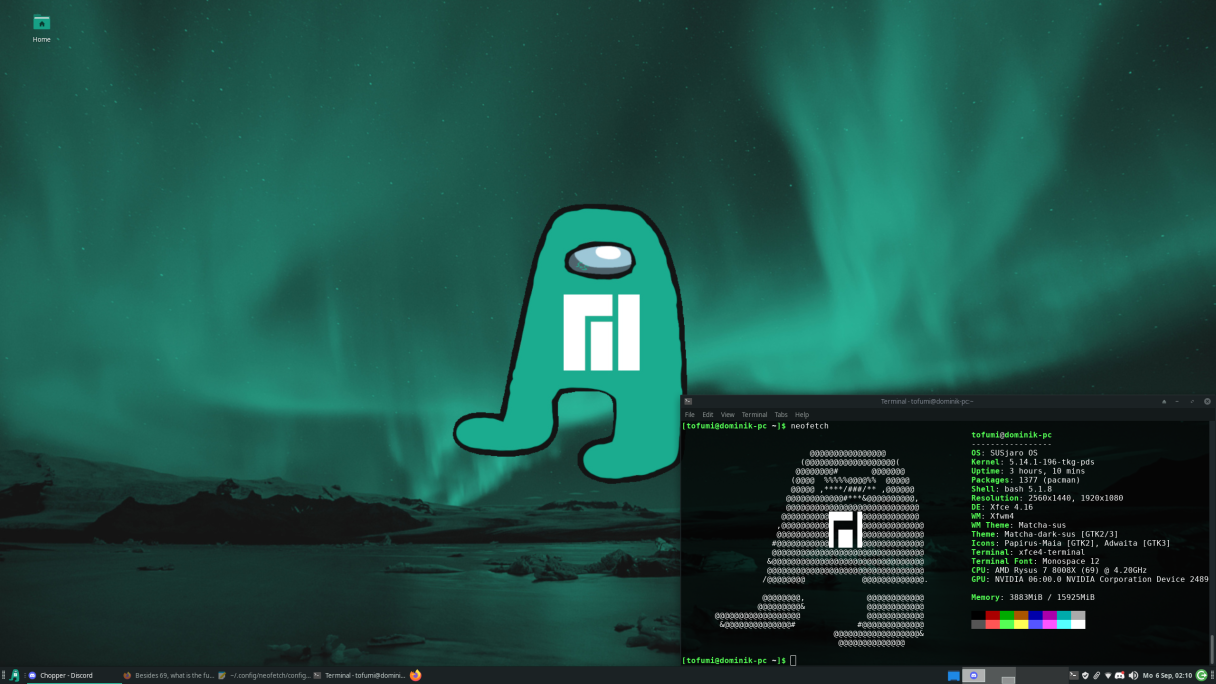 Home
Terminal - tofumi@dominik-pc:~
File Edit View Terminal Tabs Help
[tofumi@dominik-pc ~]$ neofetch
tofumi@dominik-pc
-----------------
OS: SUSjaro OS
Kernel: 5.14.1-196-tkg-pds
Uptime: 3 hours, 10 mins
Packages: 1377 (pacman)
Shell: bash 5.1.8
Resolution: 2560x1440, 1920x1080
DE: Xfce 4.16
WM: Xfwm4
WM Theme: Matcha-sus
Theme: Matcha-dark-sus [GTK2/3]
Icons: Papirus-Maia [GTK2], Adwaita [GTK3]
Terminal: xfce4-terminal
Terminal Font: Monospace 12
CPU: AMD Rysus 7 8008X (69) @ 4.20GHz
GPU: NVIDIA 06:00.0 NVIDIA Corporation Device 2489
Memory: 3883MiB / 15925MiB
[tofumi@dominik-pc ~]$
Chopper - Discord
Besides 69, what is the fu...
~/.config/neofetch/config...
Terminal - tofumi@domini...
Mo 6 Sep, 02:10